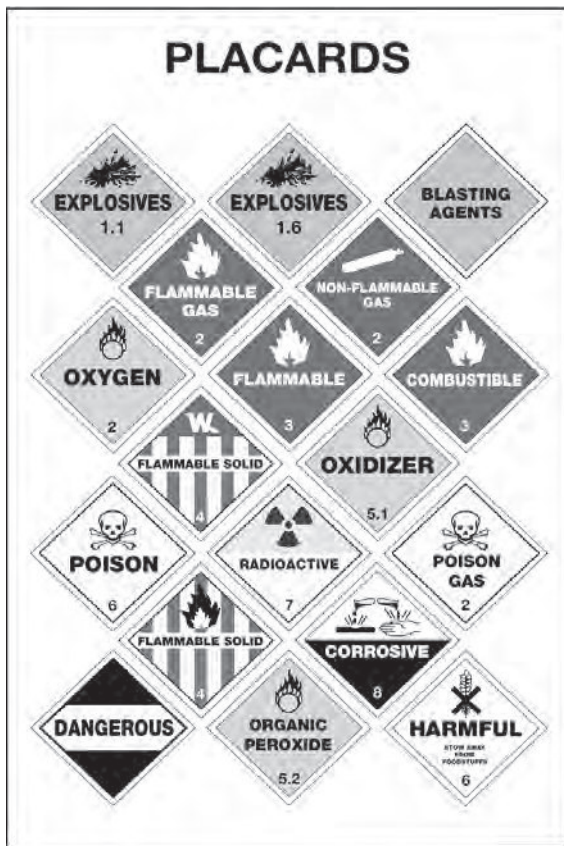 PLACARDS
EXPLOSIVES
1.1
EXPLOSIVES
1.6
BLASTING
AGENTS
FLAMMABLE
GAS
2
NON-FLAMMABLE
GAS
2
OXYGEN
2
FLAMMABLE
3
COMBUSTIBLE
3
W
FLAMMABLE SOLID
4
OXIDIZER
5.1
POISON
6
RADIOACTIVE
7
POISON
GAS
2
FLAMMABLE SOLID
4
CORROSIVE
8
DANGEROUS
ORGANIC
PEROXIDE
5.2
HARMFUL
STOW AWAY
FROM
FOODSTUFFS
6